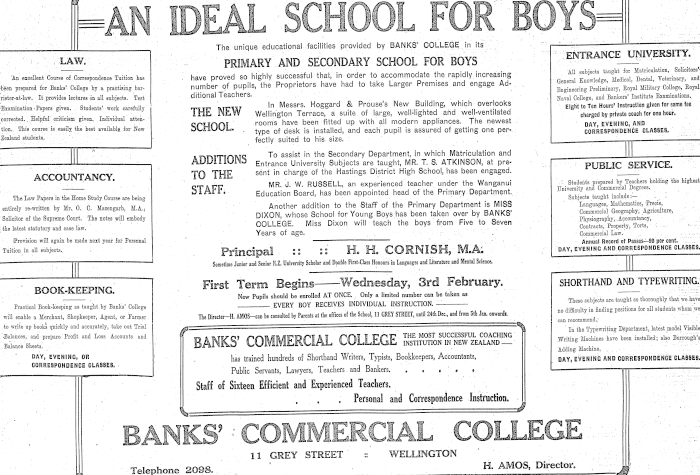 AN IDEAL SCHOOL FOR BOYS
The unique educational facilities provided by BANKS' COLLEGE in its
PRIMARY AND SECONDARY SCHOOL FOR BOYS
have proved so highly successful that, in order to accommodate the rapidly increasing
number of pupils, the Proprietors have had to take Larger Premises and engage Ad-
ditional Teachers.
THE NEW
SCHOOL.
In Messrs. Hoggard & Prouse's New Building, which overlooks
Wellington Terrace, a suite of large, well-lighted and well-ventilated
rooms have been fitted up with all modern appliances. The newest
type of desk is installed, and each pupil is assured of getting one per-
fectly suited to his size.
ADDITIONS
TO THE
STAFF.
To assist in the Secondary Department, in which Matriculation and
Entrance University Subjects are taught, MR. T. S. ATKINSON, at pre-
sent in charge of the Hastings District High School, has been engaged.
MR. J. W. RUSSELL, an experienced teacher under the Wanganui
Education Board, has been appointed head of the Primary Department.
Another addition to the Staff of the Primary Department is MISS
DIXON, whose School for Young Boys has been taken over by BANKS'
COLLEGE. Miss Dixon will teach the boys from Five to Seven
Years of age.
Principal :: :: H. H. CORNISH, M.A.
Sometime Junior and Senior N.Z. University Scholar and Double First-Class Honours in Languages and Literature and Mental Science.
First Term Begins—Wednesday, 3rd February.
New Pupils should be ENROLLED AT ONCE. Only a limited number can be taken as
EVERY BOY RECEIVES INDIVIDUAL INSTRUCTION.
The Director—H. AMOS—can be consulted by Parents at the offices of the School, 11 GREY STREET, until 24th Dec., and from 5th Jan. onwards.
LAW.
An excellent Course of Correspondence Tuition has
been prepared for Banks' College by a practising bar-
rister-at-law. It provides lectures in all subjects. Test
Examination Papers given. Students' work carefully
corrected. Helpful criticism given. Individual atten-
tion. This course is easily the best available for New
Zealand students.
ACCOUNTANCY.
The Law Papers in the Home Study Course are being
entirely re-written by Mr. O. C. Mazengarb, M.A.,
Solicitor of the Supreme Court. The notes will embody
the latest statutory and case law.
Provision will again be made next year for Personal
Tuition in all subjects.
BOOK-KEEPING.
Practical Book-keeping as taught by Banks' College
will enable a Merchant, Shopkeeper, Agent, or Farmer
to write up books quickly and accurately, take out Trial
Balances, and prepare Profit and Loss Accounts and
Balance Sheets.
DAY, EVENING, OR
CORRESPONDENCE CLASSES.
ENTRANCE UNIVERSITY.
All subjects taught for Matriculation, Solicitors'
General Knowledge, Medical, Dental, Veterinary, and
Engineering Preliminary, Royal Military College, Royal
Naval College, and Bankers' Institute Examinations.
Eight to Ten Hours' Instruction given for same fee
charged by private coach for one hour.
DAY, EVENING, AND
CORRESPONDENCE CLASSES.
PUBLIC SERVICE.
Students prepared by Teachers holding the highest
University and Commercial Degrees.
Subjects taught include:—
Languages, Mathematics, Precis,
Commercial Geography, Agriculture,
Physiography, Accountancy,
Contracts, Property, Torts,
Commercial Law.
Annual Record of Passes—90 per cent.
DAY, EVENING AND CORRESPONDENCE CLASSES.
SHORTHAND AND TYPEWRITING.
These subjects are taught so thoroughly that we have
no difficulty in finding positions for all students whom we
can recommend.
In the Typewriting Department, latest model Visible
Writing Machines have been installed; also Burrough's
Adding Machine.
DAY, EVENING AND CORRESPONDENCE CLASSES.
BANKS' COMMERCIAL COLLEGE THE MOST SUCCESSFUL COACHING
INSTITUTION IN NEW ZEALAND
has trained hundreds of Shorthand Writers, Typists, Bookkeepers, Accountants,
Public Servants, Lawyers, Teachers and Bankers.
Staff of Sixteen Efficient and Experienced Teachers.
Personal and Correspondence Instruction.
BANKS' COMMERCIAL COLLEGE
11 GREY STREET :: WELLINGTON
Telephone 2098. H. AMOS, Director.